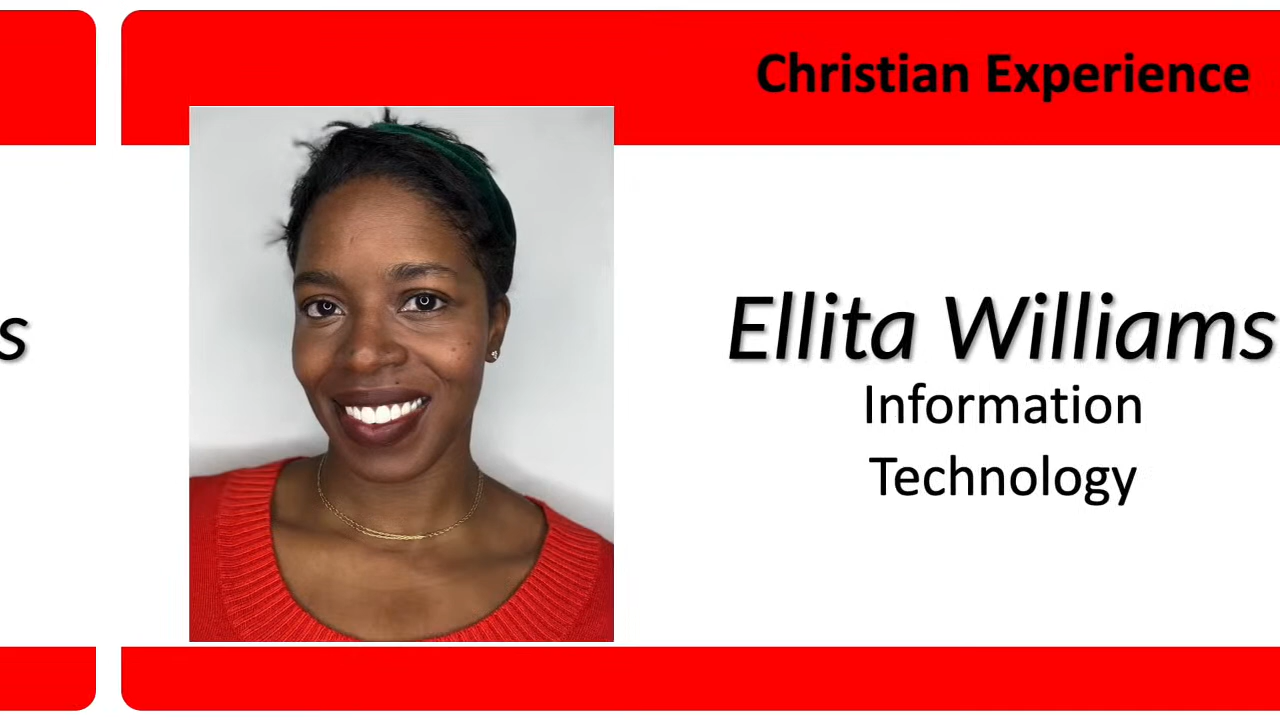 Christian Experience
s
Ellita Williams
Information
Technology